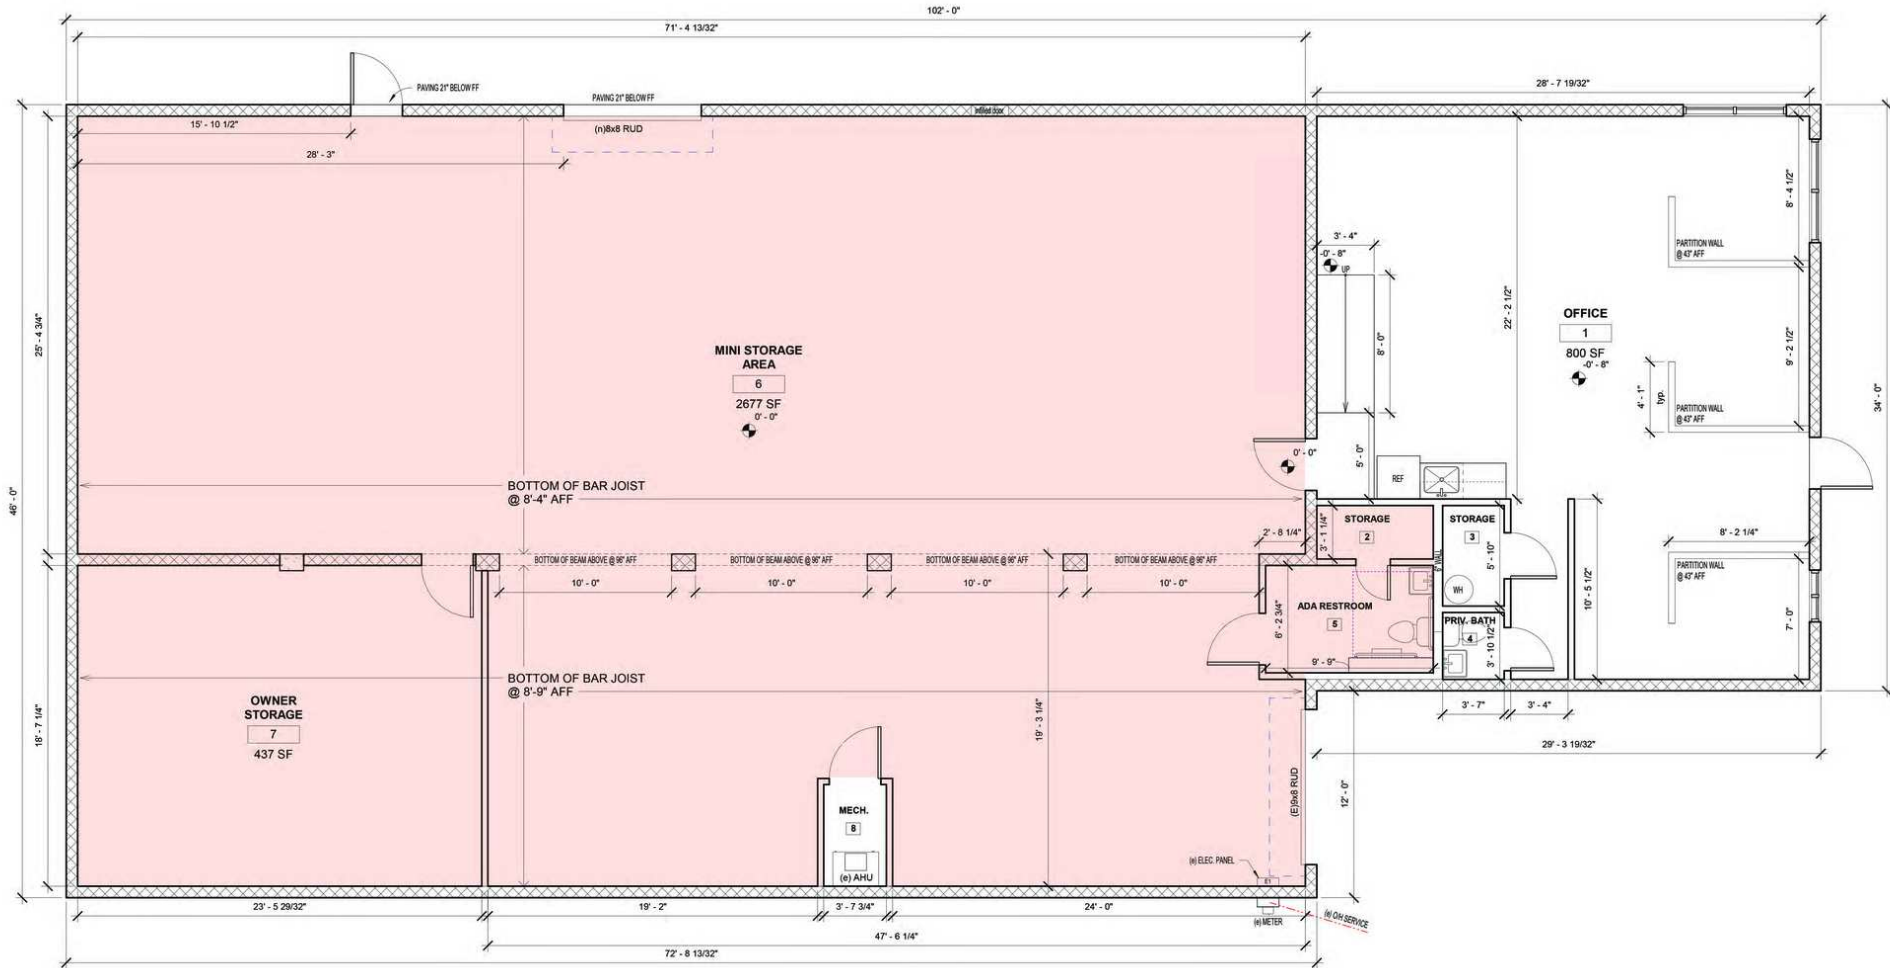 102' - 0"
71' - 4 13/32"
28' - 7 19/32"
PAVING 21" BELOW FF
PAVING 21" BELOW FF
infilled door
15' - 10 1/2"
(n)8x8 RUD
28' - 3"
8' - 4 1/2"
3' - 4"
-0' - 8"
UP
PARTITION WALL
@ 43" AFF
25' - 4 3/4"
22' - 2 1/2"
8' - 0"
OFFICE
1
800 SF
-0' - 8"
9' - 2 1/2"
MINI STORAGE
AREA
6
2677 SF
0' - 0"
4' - 1"
typ.
PARTITION WALL
@ 43" AFF
34' - 0"
0' - 0"
5' - 0"
REF
BOTTOM OF BAR JOIST
@ 8'-4" AFF
46' - 0"
STORAGE
2
3' - 1 1/4"
2' - 8 1/4"
STORAGE
3
5' - 10"
6" WALL
WH
8' - 2 1/4"
10' - 5 1/2"
PARTITION WALL
@ 43" AFF
BOTTOM OF BEAM ABOVE @ 96" AFF
BOTTOM OF BEAM ABOVE @ 96" AFF
BOTTOM OF BEAM ABOVE @ 96" AFF
BOTTOM OF BEAM ABOVE @ 96" AFF
10' - 0"
10' - 0"
10' - 0"
10' - 0"
ADA RESTROOM
5
6' - 2 3/4"
9' - 9"
PRIV. BATH
4
3' - 10 1/2"
7' - 0"
BOTTOM OF BAR JOIST
@ 8'-9" AFF
OWNER
STORAGE
7
437 SF
18' - 7 1/4"
19' - 3 1/4"
3' - 7"
3' - 4"
29' - 3 19/32"
(E)9x8 RUD
12' - 0"
MECH.
8
(e) AHU
(e) ELEC. PANEL
E1
23' - 5 29/32"
19' - 2"
3' - 7 3/4"
24' - 0"
(e) METER
(e) O/H SERVICE
47' - 6 1/4"
72' - 8 13/32"